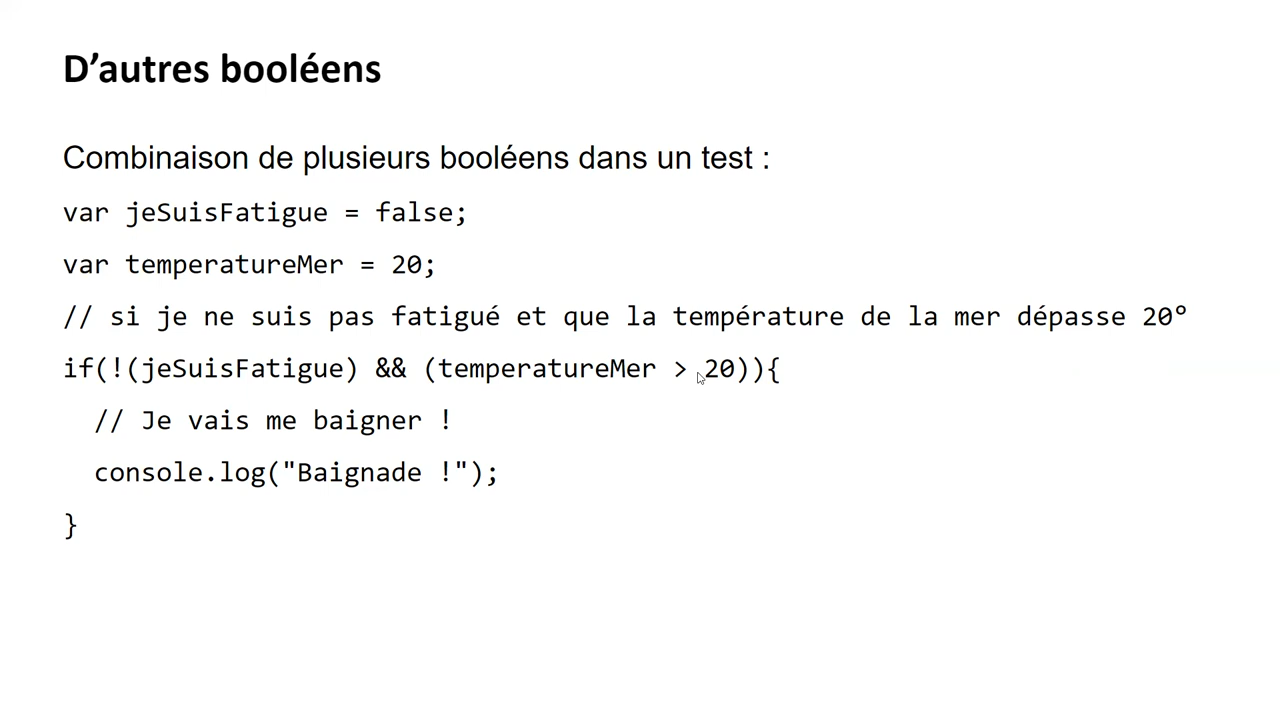 D’autres booléens
Combinaison de plusieurs booléens dans un test :
var jeSuisFatigue = false;
var temperatureMer = 20;
// si je ne suis pas fatigué et que la température de la mer dépasse 20°
if(!(jeSuisFatigue) && (temperatureMer > 20)){
  // Je vais me baigner !
  console.log("Baignade !");
}